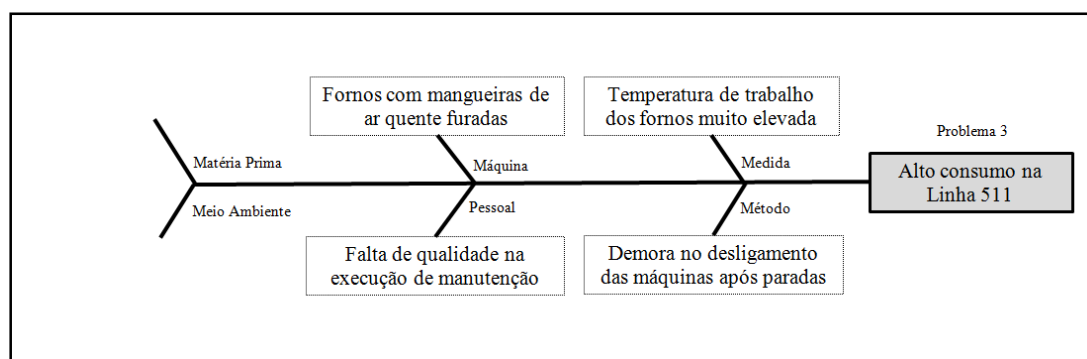 Fornos com mangueiras de
ar quente furadas
Temperatura de trabalho
dos fornos muito elevada
Problema 3
Matéria Prima
Máquina
Medida
Alto consumo na
Linha 511
Meio Ambiente
Pessoal
Método
Falta de qualidade na
execução de manutenção
Demora no desligamento
das máquinas após paradas